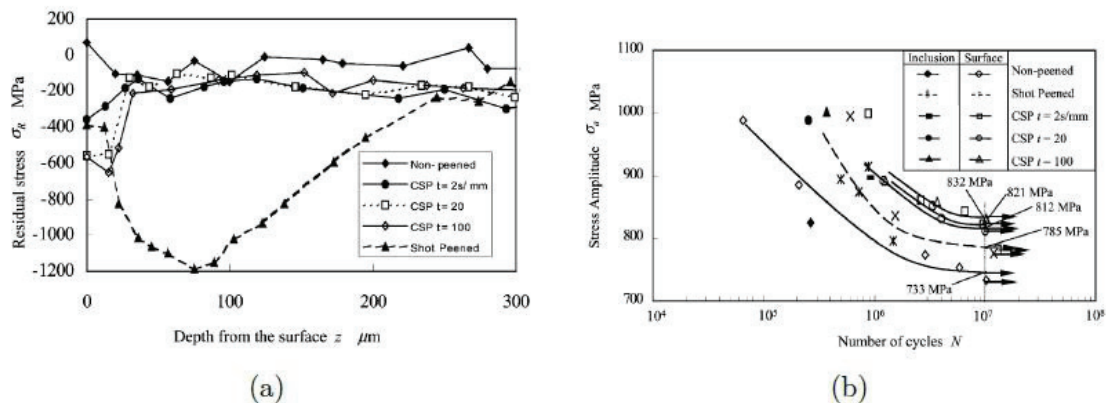 200
0
-200
-400
-600
-800
-1000
-1200
Residual stress σR MPa
0 100 200 300
Depth from the surface z μm
Non- peened
CSP t = 2s/ mm
CSP t = 20
CSP t = 100
Shot Peened
(a)
1100
1000
900
800
700
Stress Amplitude σa MPa
10⁴ 10⁵ 10⁶ 10⁷ 10⁸
Number of cycles N
Inclusion Surface
Non-peened
Shot Peened
CSP t = 2s/mm
CSP t = 20
CSP t = 100
832 MPa
821 MPa
812 MPa
785 MPa
733 MPa
(b)